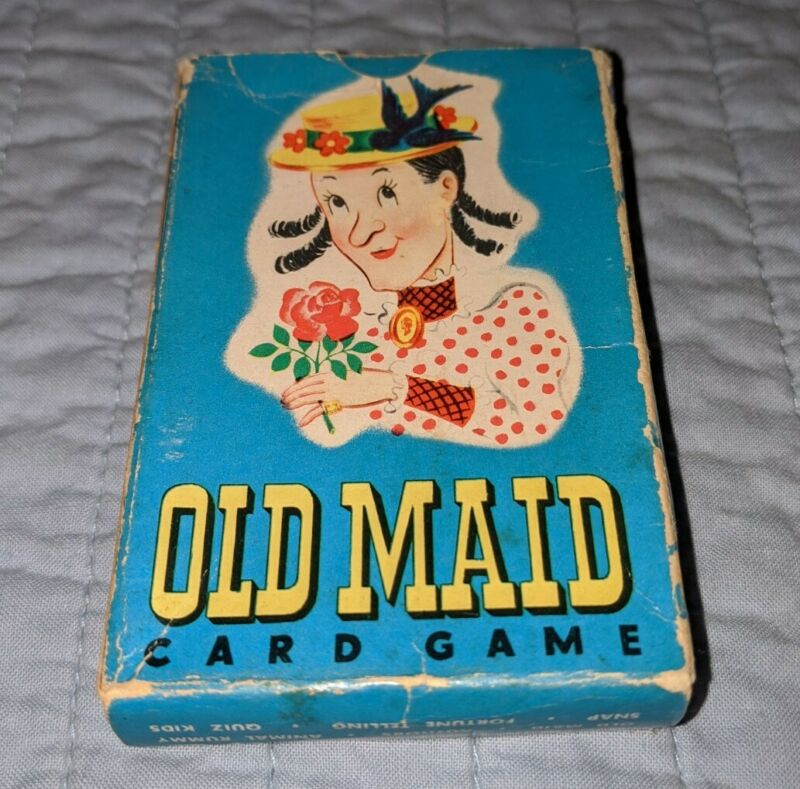 OLD MAID
CARD GAME
SNAP • FORTUNE TELLING • ANIMAL RUMMY
QUIZ KIDS